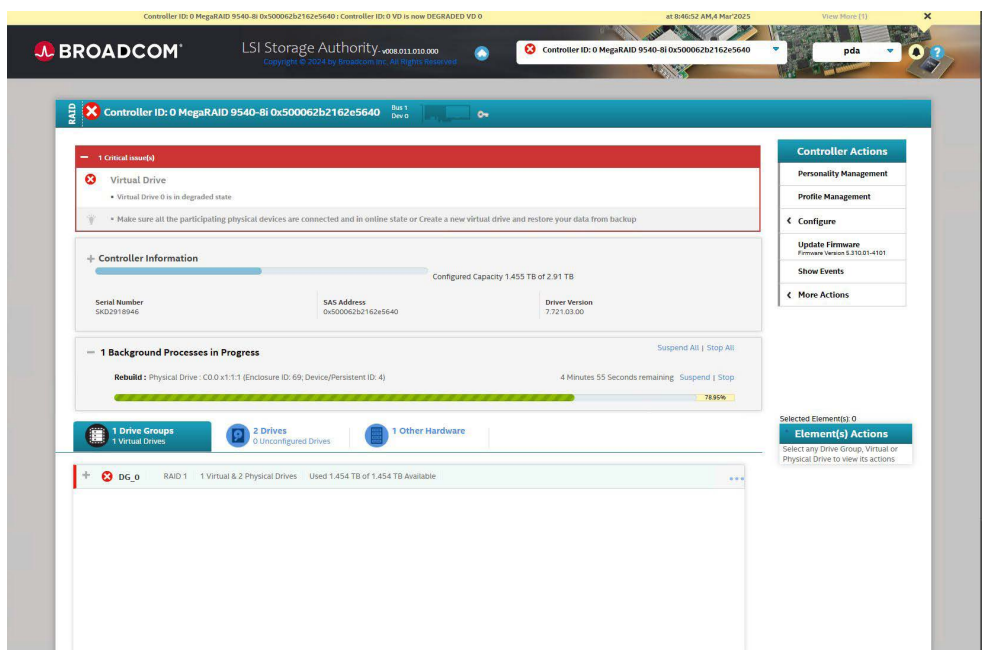 Controller ID: 0 MegaRAID 9540-8i 0x500062b2162e5640 : Controller ID: 0 VD is now DEGRADED VD 0 at 8:46:52 AM,4 Mar'2025 View More (1) X
BROADCOM LSI Storage Authority. v008.011.010.000 Controller ID: 0 MegaRAID 9540-8i 0x500062b2162e5640 pda ?
Copyright © 2024 by Broadcom Inc. All Rights Reserved
RAID Controller ID: 0 MegaRAID 9540-8i 0x500062b2162e5640 Bus 1
Dev 0
1 Critical issue(s)
Virtual Drive
• Virtual Drive 0 is in degraded state
• Make sure all the participating physical devices are connected and in online state or Create a new virtual drive and restore your data from backup
Controller Information
Configured Capacity 1.455 TB of 2.91 TB
Serial Number SAS Address Driver Version
SKD2918946 0x500062b2162e5640 7.721.03.00
1 Background Processes in Progress Suspend All | Stop All
Rebuild : Physical Drive : C0.0 x1:1:1 (Enclosure ID: 69; Device/Persistent ID: 4) 4 Minutes 55 Seconds remaining Suspend | Stop
78.95%
1 Drive Groups 2 Drives 1 Other Hardware
1 Virtual Drives 0 Unconfigured Drives
DG_0 RAID 1 1 Virtual & 2 Physical Drives Used 1.454 TB of 1.454 TB Available
Controller Actions
Personality Management
Profile Management
Configure
Update Firmware
Firmware Version 5.310.01-4101
Show Events
More Actions
Selected Element(s): 0
Element(s) Actions
Select any Drive Group, Virtual or
Physical Drive to view its actions